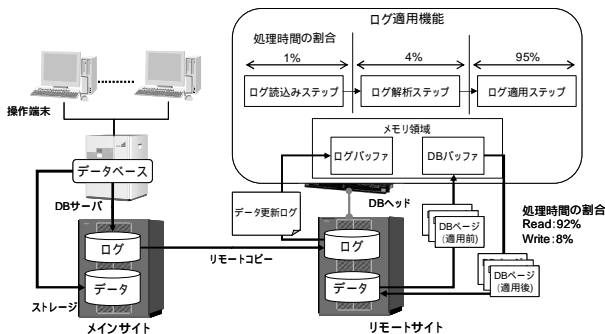 ログ適用機能
処理時間の割合
1%
4%
95%
ログ読込みステップ
ログ解析ステップ
ログ適用ステップ
メモリ領域
ログバッファ
DBバッファ
操作端末
データベース
DBサーバ
ログ
データ
ストレージ
メインサイト
リモートコピー
データ更新ログ
DBヘッド
ログ
データ
リモートサイト
DBページ
(適用前)
DBページ
(適用後)
処理時間の割合
Read:92%
Write:8%